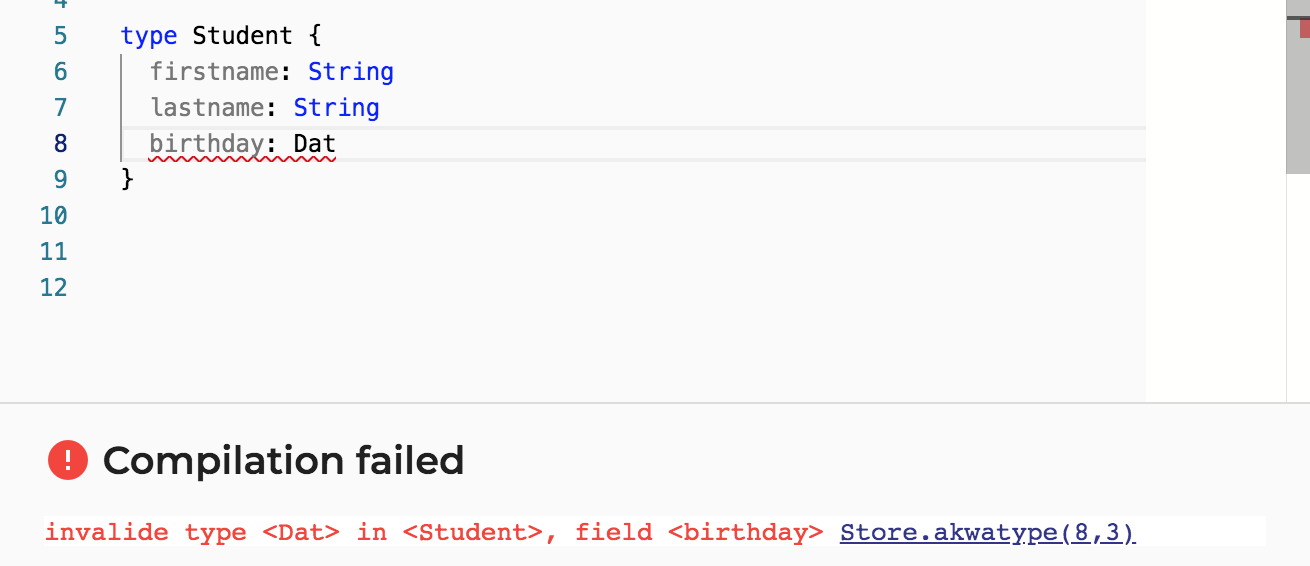 5 type Student {
6 firstname: String
7 lastname: String
8 birthday: Dat
9 }
10
11
12
Compilation failed
invalide type <Dat> in <Student>, field <birthday> Store.akwatype(8,3)